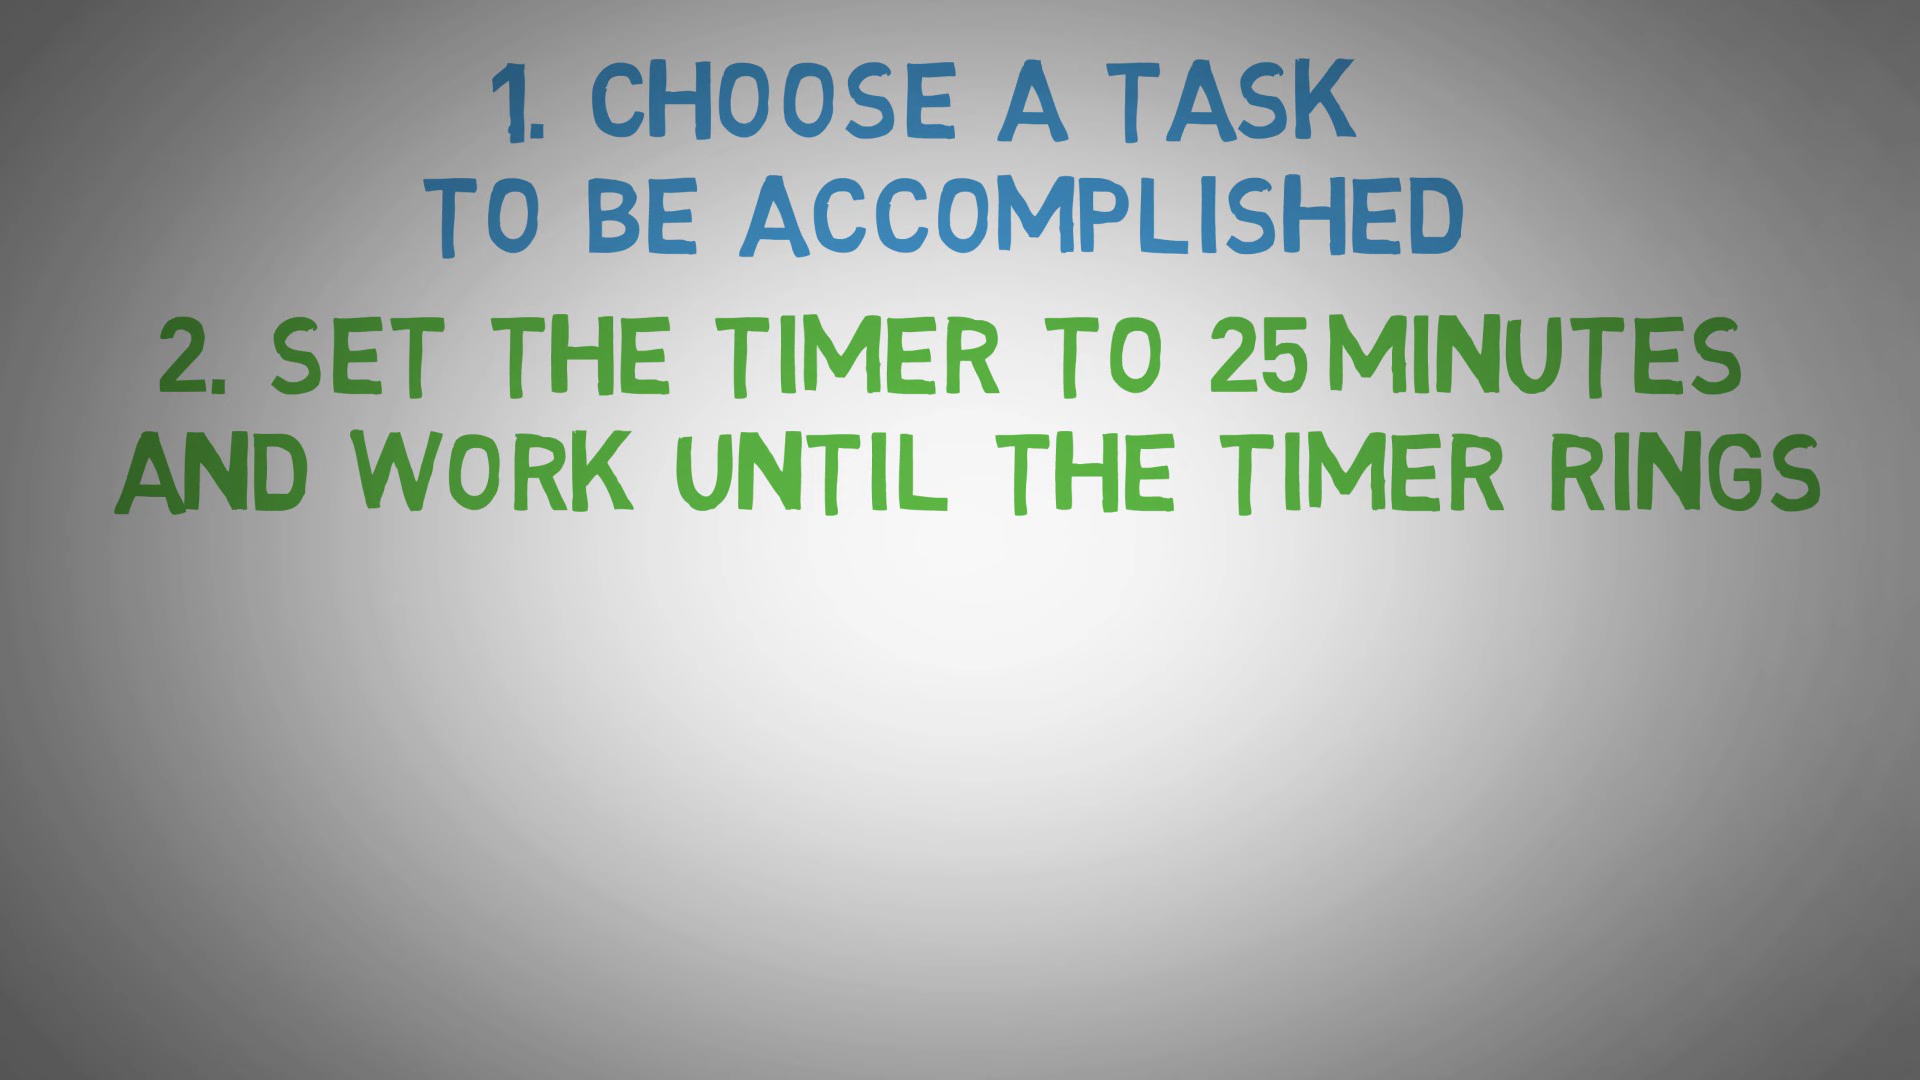 1. CHOOSE A TASK
TO BE ACCOMPLISHED
2. SET THE TIMER TO 25 MINUTES
AND WORK UNTIL THE TIMER RINGS